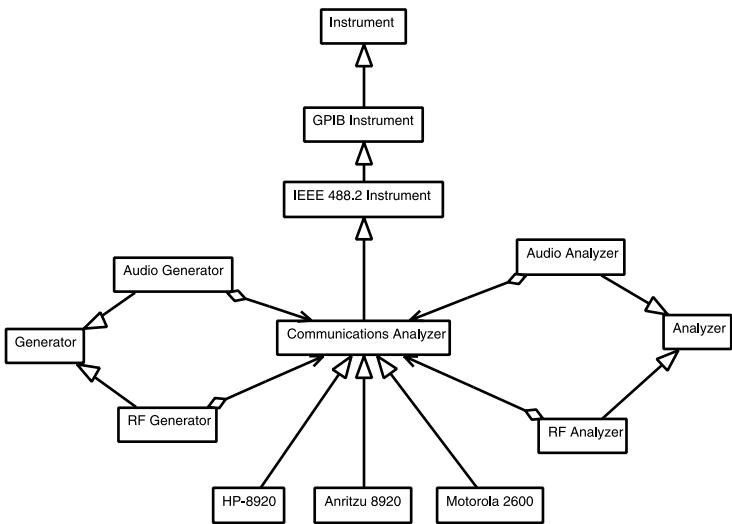 Instrument
GPIB Instrument
IEEE 488.2 Instrument
Audio Generator
Audio Analyzer
Generator
Communications Analyzer
Analyzer
RF Generator
RF Analyzer
HP-8920
Anritzu 8920
Motorola 2600